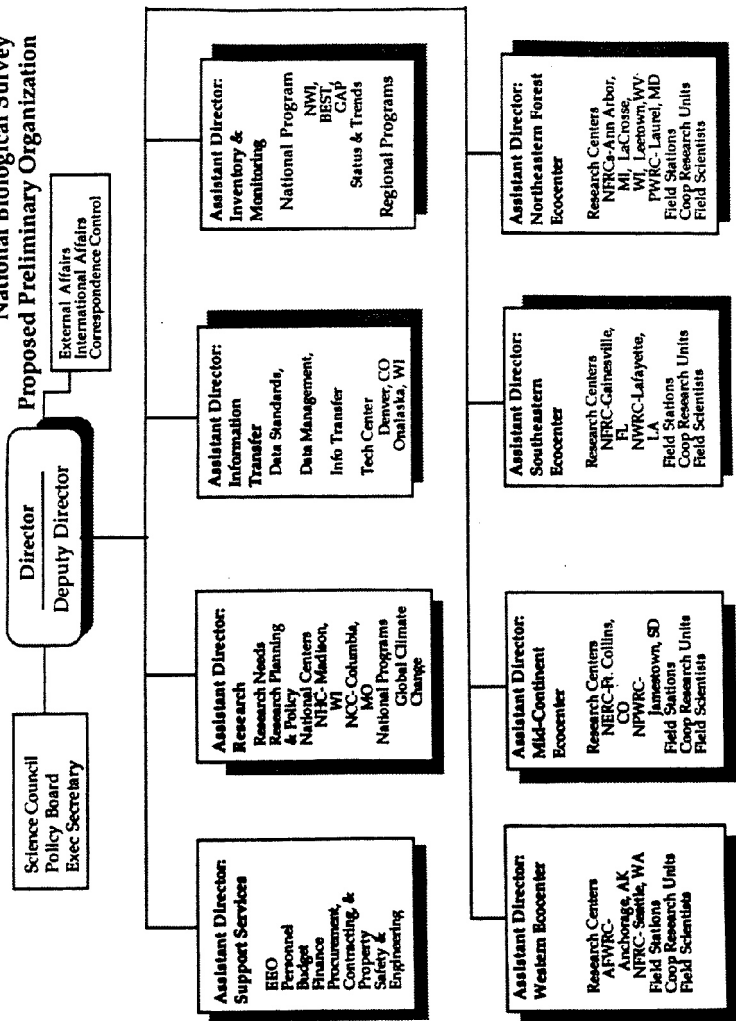 National Biological Survey
Proposed Preliminary Organization
Director
Deputy Director
Science Council
Policy Board
Exec Secretary
External Affairs
International Affairs
Correspondence Control
Assistant Director:
Support Services
EEO
Personnel
Budget
Finance
Procurement,
Contracting, &
Property
Safety &
Engineering
Assistant Director:
Research
Research Needs
Research Planning
& Policy
National Centers
NHC- Madison,
WI
NCC- Columbia,
MO
National Programs
Global Climate
Change
Assistant Director:
Information
Transfer
Data Standards,
Data Management,
Info Transfer
Tech Center
Denver, CO
Onalaska, WI
Assistant Director:
Inventory &
Monitoring
National Program
NWI,
BEST,
GAP
Status & Trends
Regional Programs
Assistant Director:
Western Ecocenter
Research Centers
AFWRC-
Anchorage, AK
NFRC- Seattle, WA
Field Stations
Coop Research Units
Field Scientists
Assistant Director:
Mid-Continent
Ecocenter
Research Centers
NERC-Ft. Collins,
CO
NPWRC-
Jamestown, SD
Field Stations
Coop Research Units
Field Scientists
Assistant Director:
Southeastern
Ecocenter
Research Centers
NFRC-Gainesville,
FL
NWRC-Lafayette,
LA
Field Stations
Coop Research Units
Field Scientists
Assistant Director:
Northeastern Forest
Ecocenter
Research Centers
NFRCs-Ann Arbor,
MI, LaCrosse,
WI, Leetown,WV
PWRC- Laurel, MD
Field Stations
Coop Research Units
Field Scientists